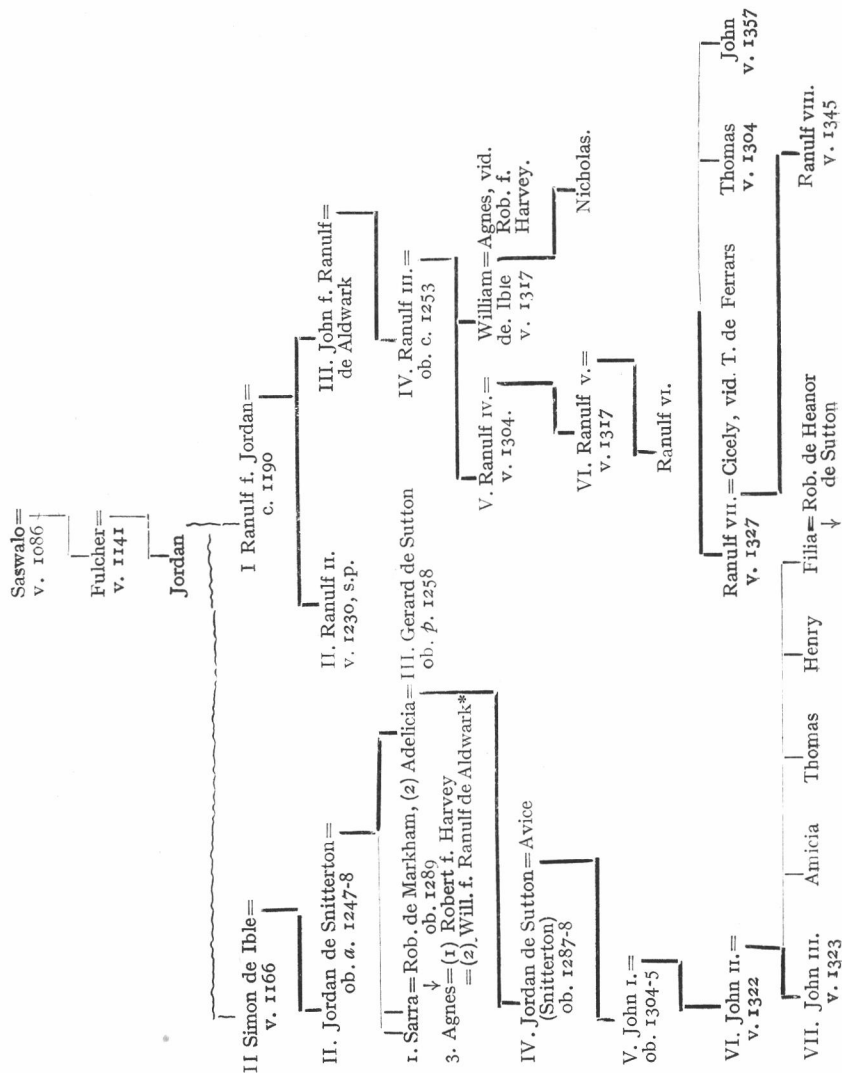 Saswalo=
v. 1086
Fulcher=
v. 1141
Jordan
II Simon de Ible=
v. 1166
I Ranulf f. Jordan=
c. 1190
II. Jordan de Snitterton=
ob. a. 1247-8
II. Ranulf II.
v. 1230, s.p.
III. John f. Ranulf=
de Aldwark
1. Sarra=Rob. de Markham, (2) Adelicia=III. Gerard de Sutton
ob. 1289
ob. p. 1258
3. Agnes=(1) Robert f. Harvey
=(2). Will. f. Ranulf de Aldwark*
IV. Ranulf III.=
ob. c. 1253
V. Ranulf IV.=
v. 1304.
William=Agnes, vid.
de. Ible Rob. f.
v. 1317 Harvey.
IV. Jordan de Sutton=Avice
(Snitterton)
ob. 1287-8
VI. Ranulf V.=
v. 1317
Nicholas.
V. John I.=
ob. 1304-5
Ranulf VI.
VI. John II.=
v. 1322
Ranulf VII.=Cicely, vid. T. de Ferrars
v. 1327
Thomas
v. 1304
John
v. 1357
VII. John III.
v. 1323
Amicia
Thomas
Henry
Filia=Rob. de Heanor
de Sutton
Ranulf VIII.
v. 1345